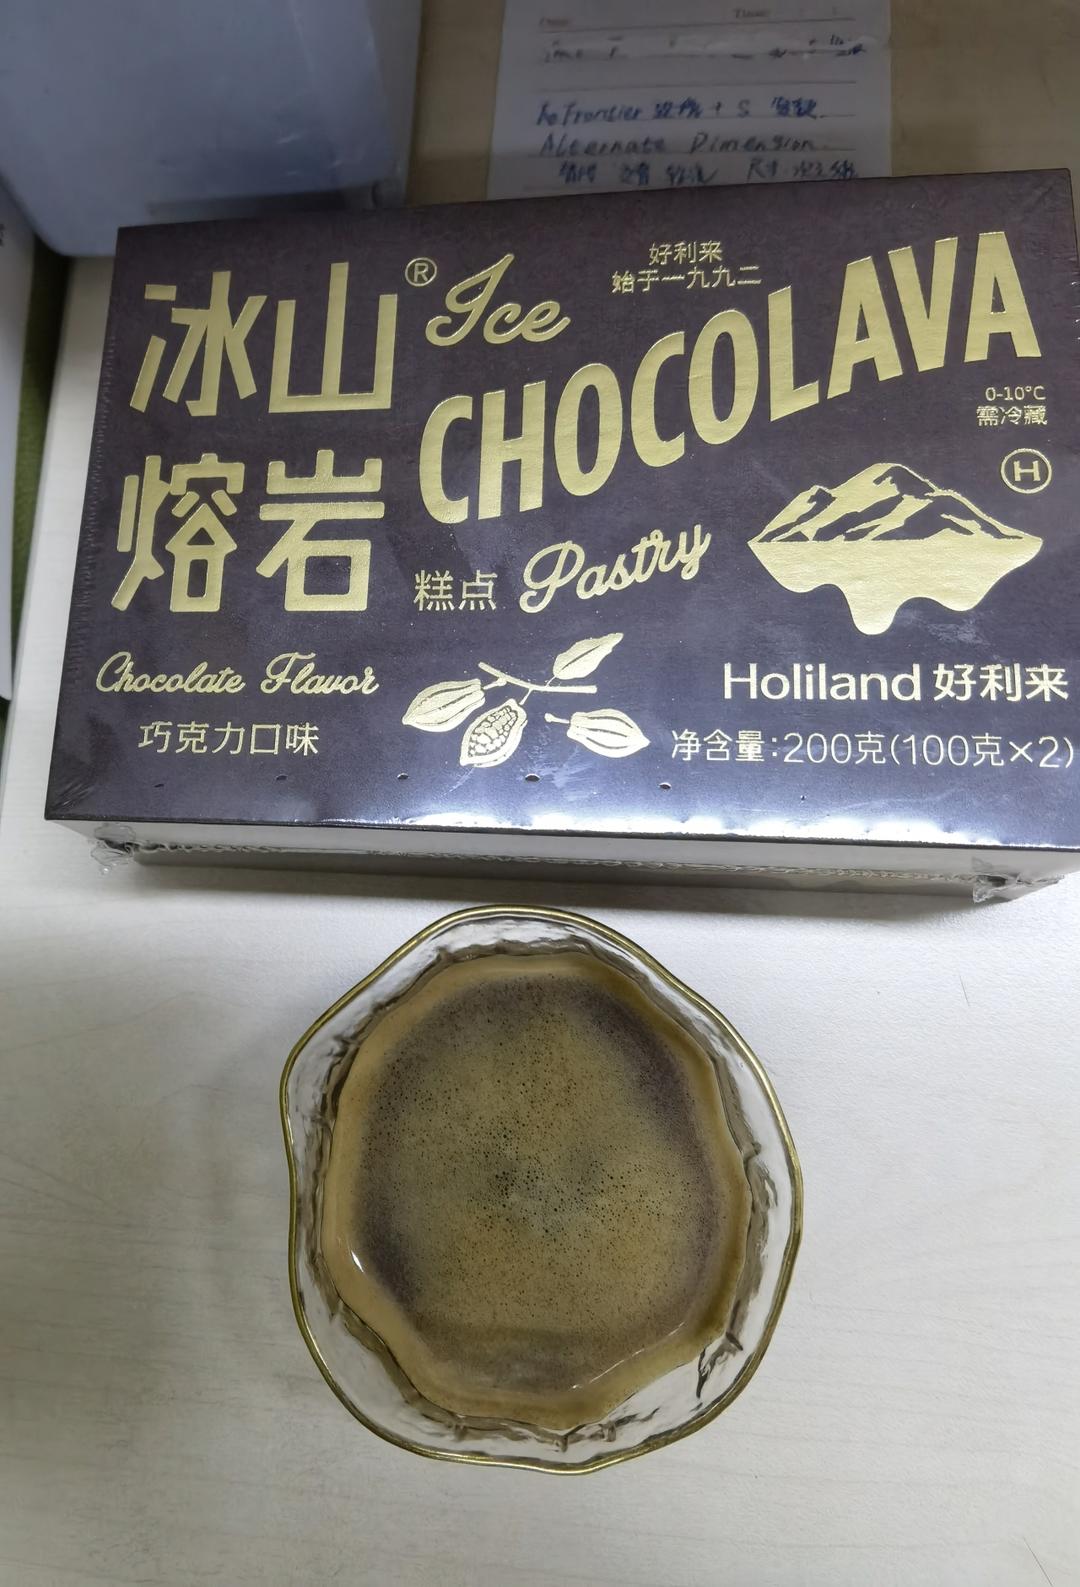 Time:
Alternate Dimension.
冰山®
熔岩
Ice
CHOCOLAVA
好利来
始于一九九二
0-10°C
需冷藏
H
糕点 Pastry
Chocolate Flavor
巧克力口味
Holiland 好利来
净含量:200克(100克×2)